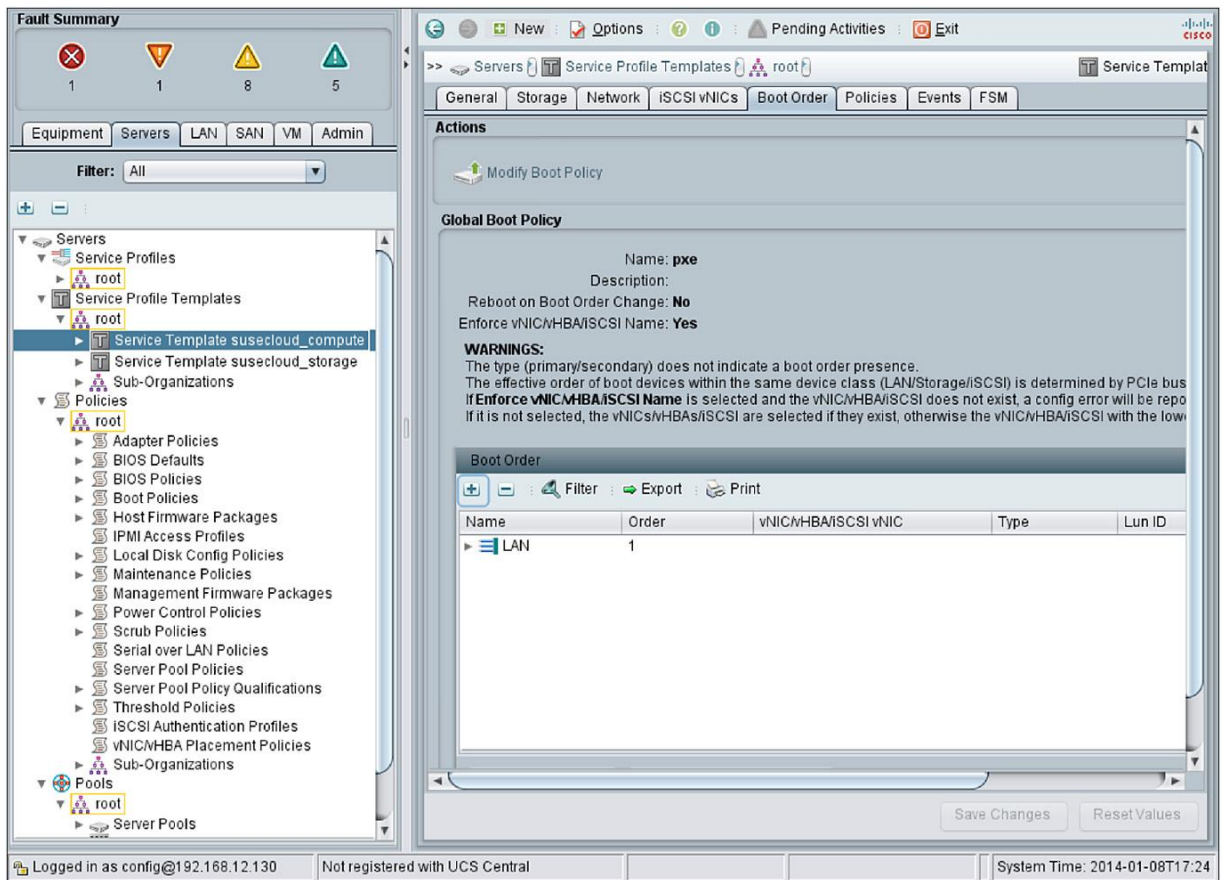 Fault Summary
1 1 8 5
Equipment Servers LAN SAN VM Admin
Filter: All
Servers
Service Profiles
root
Service Profile Templates
root
Service Template susecloud_compute
Service Template susecloud_storage
Sub-Organizations
Policies
root
Adapter Policies
BIOS Defaults
BIOS Policies
Boot Policies
Host Firmware Packages
IPMI Access Profiles
Local Disk Config Policies
Maintenance Policies
Management Firmware Packages
Power Control Policies
Scrub Policies
Serial over LAN Policies
Server Pool Policies
Server Pool Policy Qualifications
Threshold Policies
iSCSI Authentication Profiles
vNIC/vHBA Placement Policies
Sub-Organizations
Pools
root
Server Pools
New Options Pending Activities Exit
CISCO
>> Servers Service Profile Templates root Service Templat
General Storage Network iSCSI vNICs Boot Order Policies Events FSM
Actions
Modify Boot Policy
Global Boot Policy
Name: pxe
Description:
Reboot on Boot Order Change: No
Enforce vNIC/vHBA/iSCSI Name: Yes
WARNINGS:
The type (primary/secondary) does not indicate a boot order presence.
The effective order of boot devices within the same device class (LAN/Storage/iSCSI) is determined by PCIe bus
If Enforce vNIC/vHBA/iSCSI Name is selected and the vNIC/vHBA/iSCSI does not exist, a config error will be repo
If it is not selected, the vNICs/vHBAs/iSCSI are selected if they exist, otherwise the vNIC/vHBA/iSCSI with the lowe
Boot Order
Filter Export Print
Name Order vNIC/vHBA/iSCSI vNIC Type Lun ID
LAN 1
Save Changes Reset Values
Logged in as config@192.168.12.130 Not registered with UCS Central System Time: 2014-01-08T17:24